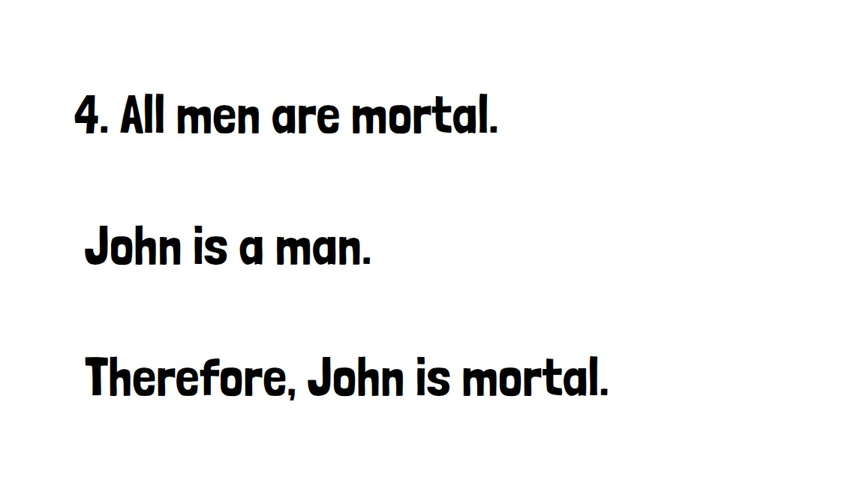 4. All men are mortal.
John is a man.
Therefore, John is mortal.